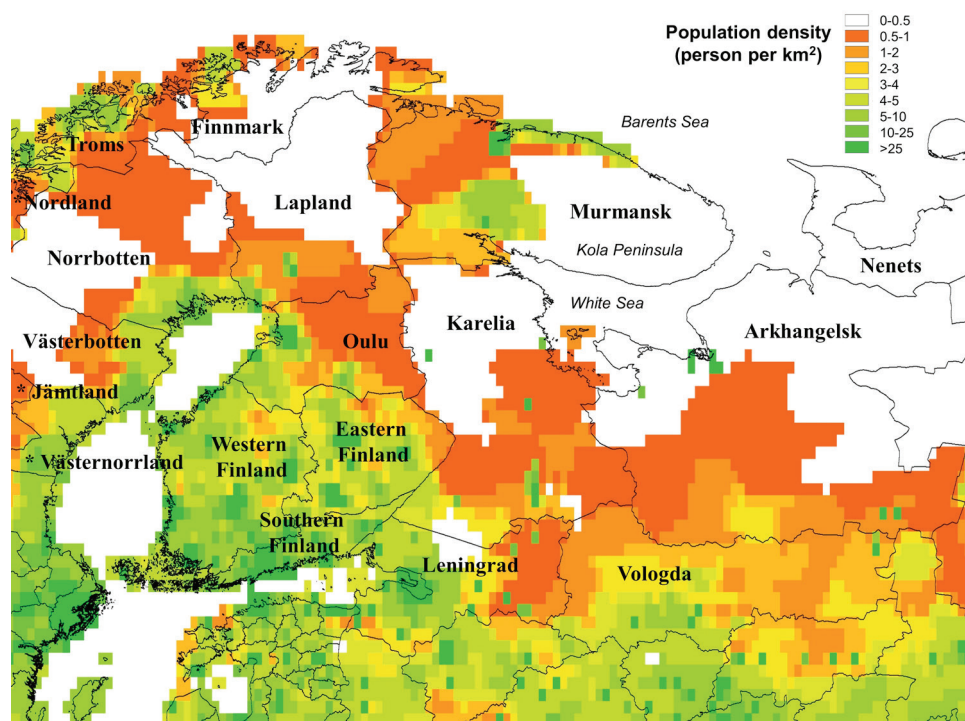 Population density
(person per km²)
0-0.5
0.5-1
1-2
2-3
3-4
4-5
5-10
10-25
>25
Barents Sea
Finnmark
Troms
* Nordland
Lapland
Murmansk
Norrbotten
Kola Peninsula
Nenets
White Sea
Karelia
Arkhangelsk
Västerbotten
Oulu
* Jämtland
Western
Finland
Eastern
Finland
* Västernorrland
Southern
Finland
Leningrad
Vologda